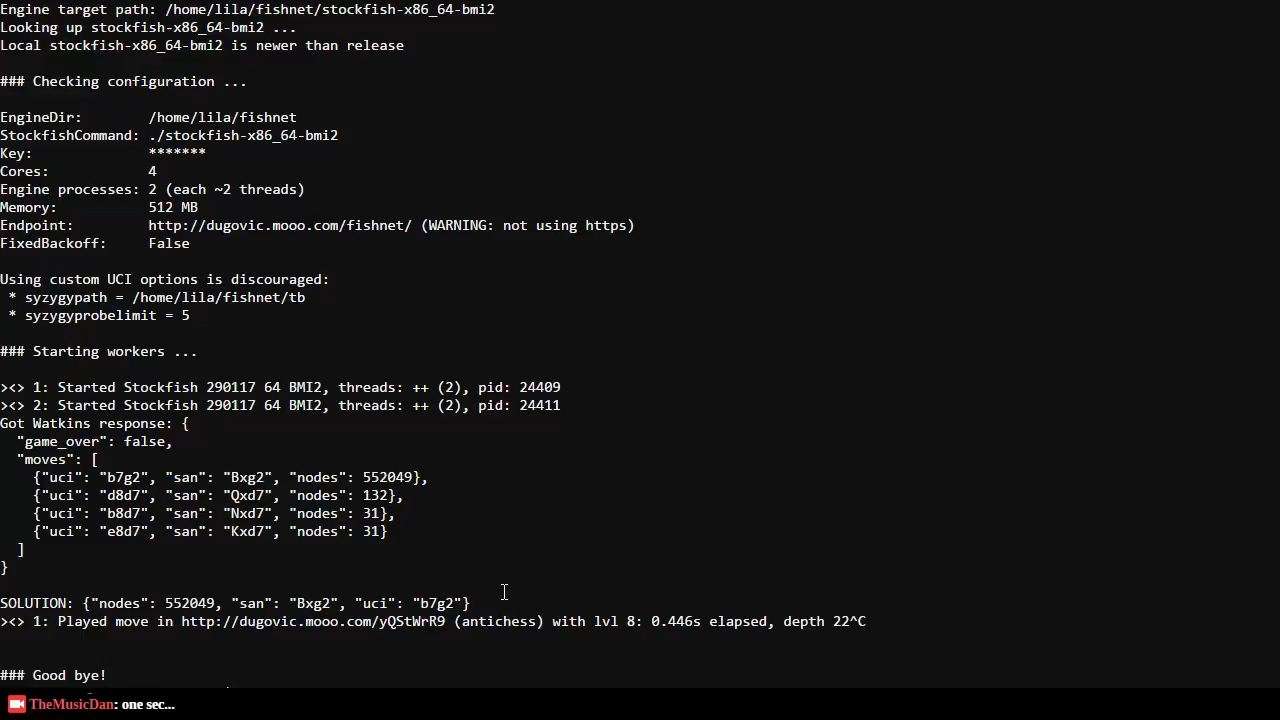 Engine target path: /home/lila/fishnet/stockfish-x86_64-bmi2
Looking up stockfish-x86_64-bmi2 ...
Local stockfish-x86_64-bmi2 is newer than release
### Checking configuration ...
EngineDir: /home/lila/fishnet
StockfishCommand: ./stockfish-x86_64-bmi2
Key: *******
Cores: 4
Engine processes: 2 (each ~2 threads)
Memory: 512 MB
Endpoint: http://dugovic.mooo.com/fishnet/ (WARNING: not using https)
FixedBackoff: False
Using custom UCI options is discouraged:
 * syzygypath = /home/lila/fishnet/tb
 * syzygyprobelimit = 5
### Starting workers ...
><> 1: Started Stockfish 290117 64 BMI2, threads: ++ (2), pid: 24409
><> 2: Started Stockfish 290117 64 BMI2, threads: ++ (2), pid: 24411
Got Watkins response: {
  "game_over": false,
  "moves": [
    {"uci": "b7g2", "san": "Bxg2", "nodes": 552049},
    {"uci": "d8d7", "san": "Qxd7", "nodes": 132},
    {"uci": "b8d7", "san": "Nxd7", "nodes": 31},
    {"uci": "e8d7", "san": "Kxd7", "nodes": 31}
  ]
}
SOLUTION: {"nodes": 552049, "san": "Bxg2", "uci": "b7g2"}
><> 1: Played move in http://dugovic.mooo.com/yQStWrR9 (antichess) with lvl 8: 0.446s elapsed, depth 22^C
### Good bye!
TheMusicDan: one sec...